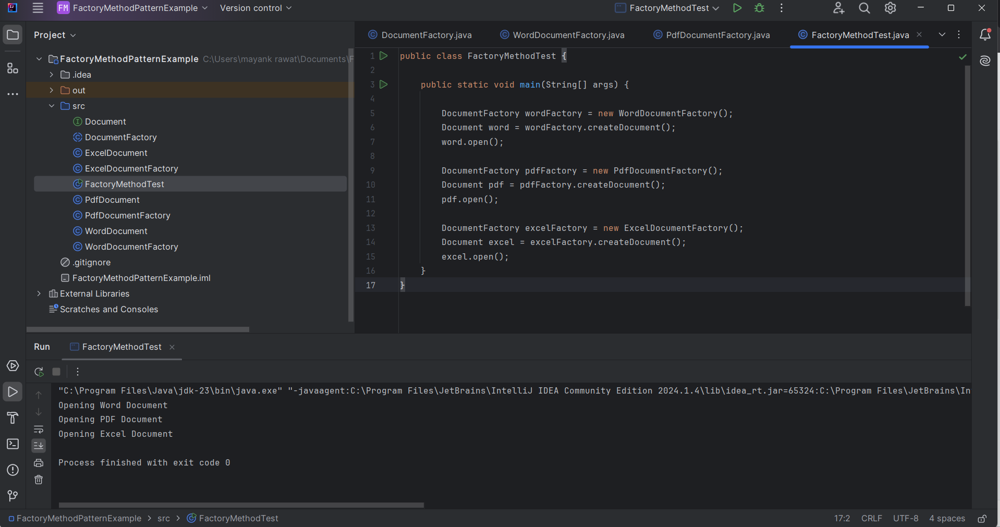 FM FactoryMethodPatternExample Version control FactoryMethodTest
Project
FactoryMethodPatternExample C:\Users\mayank rawat\Documents\F
.idea
out
src
Document
DocumentFactory
ExcelDocument
ExcelDocumentFactory
FactoryMethodTest
PdfDocument
PdfDocumentFactory
WordDocument
WordDocumentFactory
.gitignore
FactoryMethodPatternExample.iml
External Libraries
Scratches and Consoles
DocumentFactory.java WordDocumentFactory.java PdfDocumentFactory.java FactoryMethodTest.java
1 public class FactoryMethodTest {
2
3 public static void main(String[] args) {
4
5 DocumentFactory wordFactory = new WordDocumentFactory();
6 Document word = wordFactory.createDocument();
7 word.open();
8
9 DocumentFactory pdfFactory = new PdfDocumentFactory();
10 Document pdf = pdfFactory.createDocument();
11 pdf.open();
12
13 DocumentFactory excelFactory = new ExcelDocumentFactory();
14 Document excel = excelFactory.createDocument();
15 excel.open();
16 }
17 }
Run FactoryMethodTest
"C:\Program Files\Java\jdk-23\bin\java.exe" "-javaagent:C:\Program Files\JetBrains\IntelliJ IDEA Community Edition 2024.1.4\lib\idea_rt.jar=65324:C:\Program Files\JetBrains\In
Opening Word Document
Opening PDF Document
Opening Excel Document
Process finished with exit code 0
FactoryMethodPatternExample > src > FactoryMethodTest 17:2 CRLF UTF-8 4 spaces